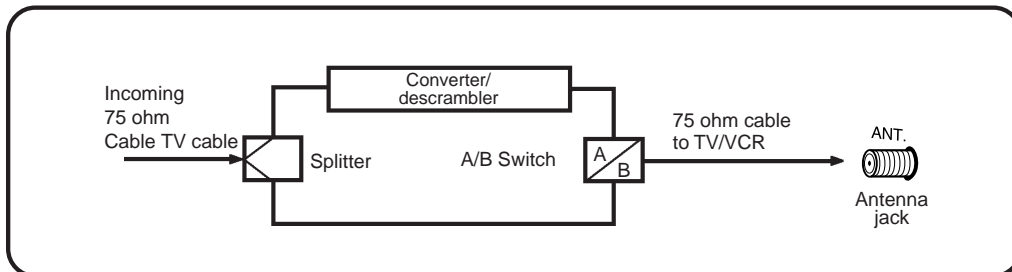 Converter/
descrambler
Incoming
75 ohm
Cable TV cable
Splitter
A/B Switch
A
B
75 ohm cable
to TV/VCR
ANT.
Antenna
jack